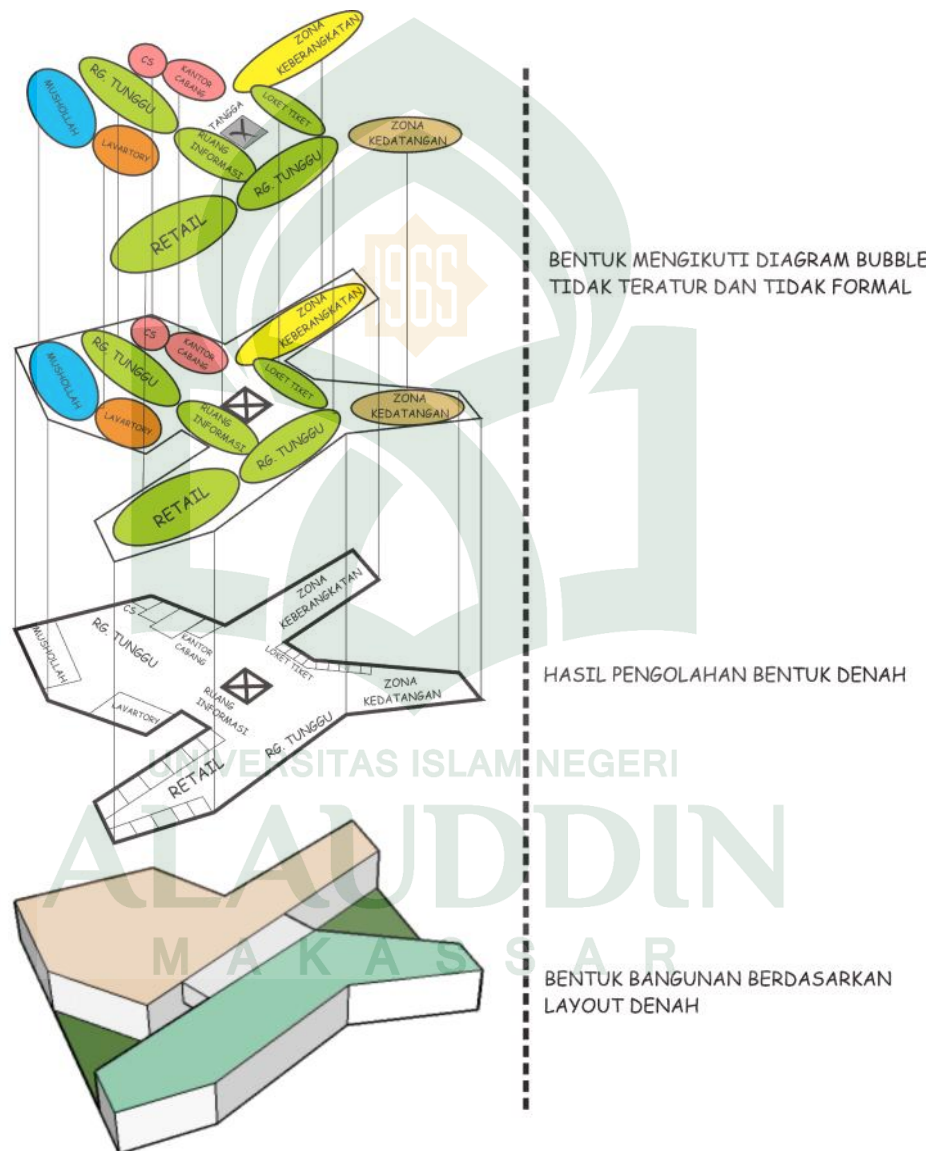 ZONA
KEBERANGKATAN
CS
KANTOR
CABANG
RG. TUNGGU
MUSHOLLAH
LAVARTORY
TANGGA
LOKET TIKET
RUANG
INFORMASI
ZONA
KEDATANGAN
RG. TUNGGU
RETAIL
1965
BENTUK MENGIKUTI DIAGRAM BUBBLE
TIDAK TERATUR DAN TIDAK FORMAL
ZONA
KEBERANGKATAN
CS
KANTOR
CABANG
RG. TUNGGU
MUSHOLLAH
LAVARTORY
LOKET TIKET
RUANG
INFORMASI
ZONA
KEDATANGAN
RG. TUNGGU
RETAIL
ZONA
KEBERANGKATAN
CS
KANTOR
CABANG
RG. TUNGGU
MUSHOLLAH
LOKET TIKET
LAVARTORY
RUANG
INFORMASI
ZONA
KEDATANGAN
RG. TUNGGU
RETAIL
HASIL PENGOLAHAN BENTUK DENAH
UNIVERSITAS ISLAM NEGERI
ALAUDDIN
MAKASSAR
BENTUK BANGUNAN BERDASARKAN
LAYOUT DENAH